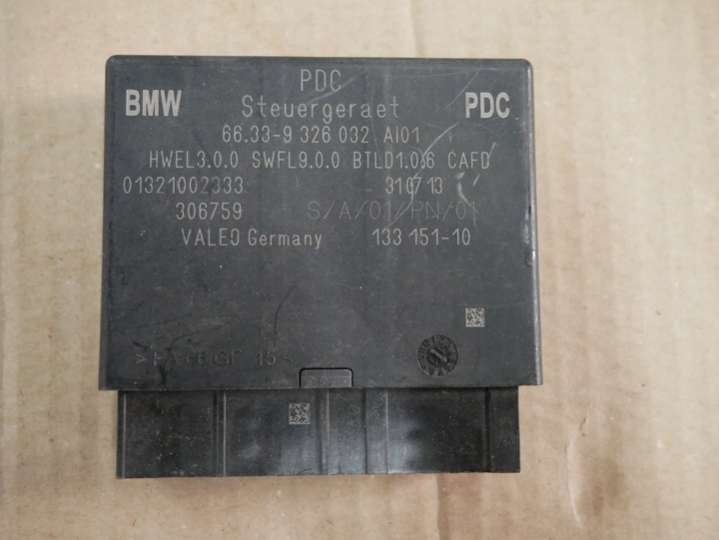 PDC
BMW Steuergeraet PDC
66.33-9 326 032 AI01
HWEL3.0.0 SWFL9.0.0 BTLD1.0.6 CAFD
01321002333 310713
306759 S/A/01/PN/01
VALEO Germany 133 151-10